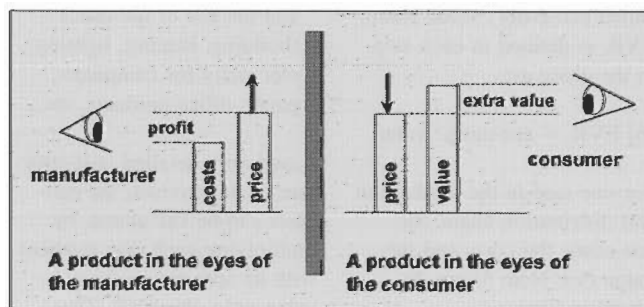 profit
manufacturer
costs
price
extra value
consumer
price
value
A product in the eyes of
the manufacturer
A product in the eyes of
the consumer